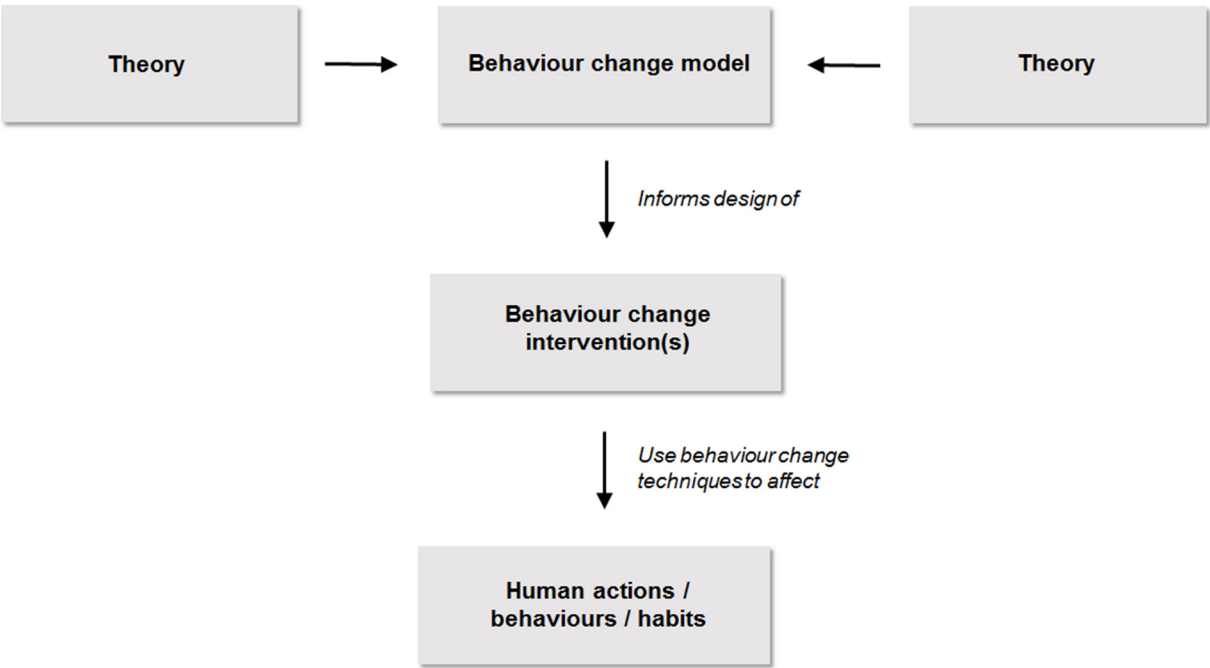 Theory
Behaviour change model
Theory
Informs design of
Behaviour change
intervention(s)
Use behaviour change
techniques to affect
Human actions /
behaviours / habits